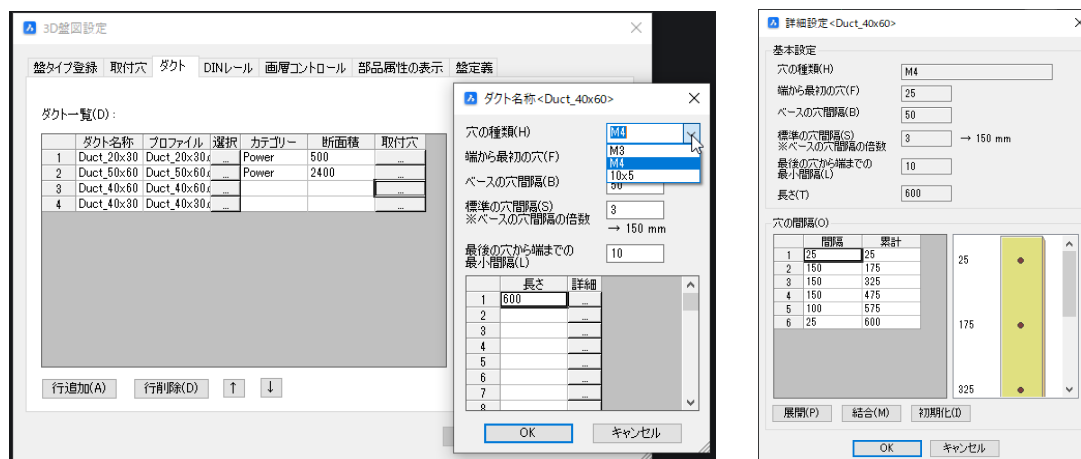 3D盤図設定
盤タイプ登録 取付穴 ダクト DINレール 画層コントロール 部品属性の表示 盤定義
ダクト一覧(D):
ダクト名称 プロファイル 選択 カテゴリー 断面積 取付穴
1 Duct_20x30 Duct_20x30.c ... Power 500 ...
2 Duct_50x60 Duct_50x60.c ... Power 2400 ...
3 Duct_40x60 Duct_40x60.c ... ...
4 Duct_40x30 Duct_40x30.c ... ...
行追加(A) 行削除(D) ↑ ↓
ダクト名称<Duct_40x60>
穴の種類(H) M4
M3
M4
10x5
端から最初の穴(F)
ベースの穴間隔(B) 50
標準の穴間隔(S) 3
※ベースの穴間隔の倍数
→ 150 mm
最後の穴から端までの
最小間隔(L) 10
長さ 詳細
1 600 ...
2 ...
3 ...
4 ...
5 ...
6 ...
7 ...
8
OK キャンセル
詳細設定<Duct_40x60>
基本設定
穴の種類(H) M4
端から最初の穴(F) 25
ベースの穴間隔(B) 50
標準の穴間隔(S) 3 → 150 mm
※ベースの穴間隔の倍数
最後の穴から端までの
最小間隔(L) 10
長さ(T) 600
穴の間隔(O)
間隔 累計
1 25 25
2 150 175
3 150 325
4 150 475
5 100 575
6 25 600
25
175
325
展開(P) 結合(M) 初期化(I)
OK キャンセル